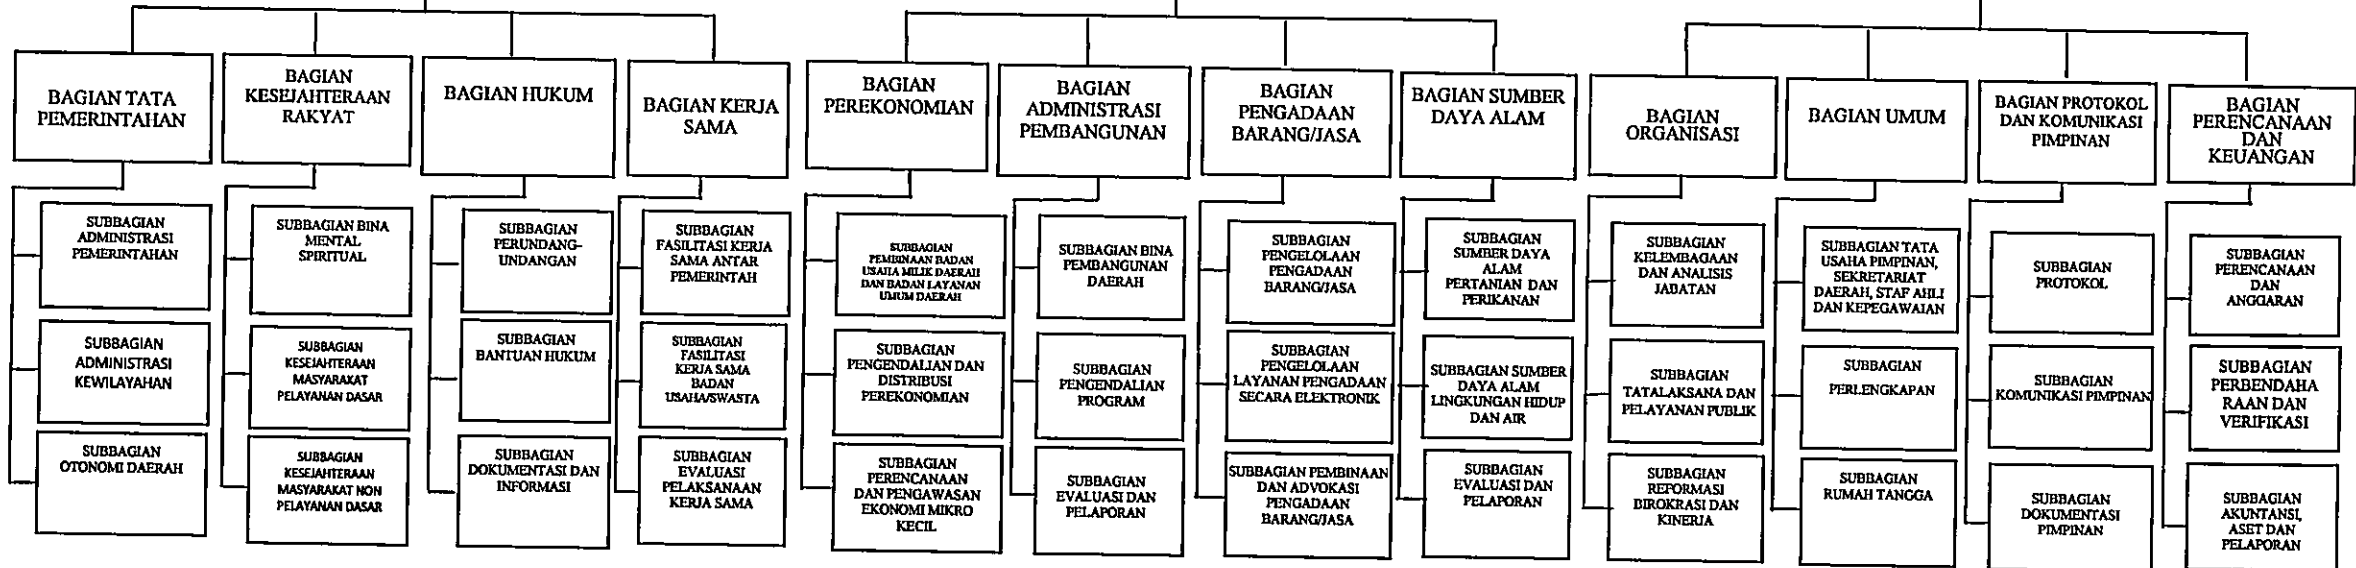 BAGIAN TATA
PEMERINTAHAN
BAGIAN
KESEJAHTERAAN
RAKYAT
BAGIAN HUKUM
BAGIAN KERJA
SAMA
BAGIAN
PEREKONOMIAN
BAGIAN
ADMINISTRASI
PEMBANGUNAN
BAGIAN
PENGADAAN
BARANG/JASA
BAGIAN SUMBER
DAYA ALAM
BAGIAN
ORGANISASI
BAGIAN UMUM
BAGIAN PROTOKOL
DAN KOMUNIKASI
PIMPINAN
BAGIAN
PERENCANAAN
DAN
KEUANGAN
SUBBAGIAN
ADMINISTRASI
PEMERINTAHAN
SUBBAGIAN BINA
MENTAL
SPIRITUAL
SUBBAGIAN
PERUNDANG-
UNDANGAN
SUBBAGIAN
FASILITASI KERJA
SAMA ANTAR
PEMERINTAH
SUBBAGIAN
PEMBINAAN BADAN
USAHA MILIK DAERAH
DAN BADAN LAYANAN
UMUM DAERAH
SUBBAGIAN BINA
PEMBANGUNAN
DAERAH
SUBBAGIAN
PENGELOLAAN
PENGADAAN
BARANG/JASA
SUBBAGIAN
SUMBER DAYA
ALAM
PERTANIAN DAN
PERIKANAN
SUBBAGIAN
KELEMBAGAAN
DAN ANALISIS
JABATAN
SUBBAGIAN TATA
USAHA PIMPINAN,
SEKRETARIAT
DAERAH, STAF AHLI
DAN KEPEGAWAIAN
SUBBAGIAN
PROTOKOL
SUBBAGIAN
PERENCANAAN
DAN
ANGGARAN
SUBBAGIAN
ADMINISTRASI
KEWILAYAHAN
SUBBAGIAN
KESEJAHTERAAN
MASYARAKAT
PELAYANAN DASAR
SUBBAGIAN
BANTUAN HUKUM
SUBBAGIAN
FASILITASI
KERJA SAMA
BADAN
USAHA/SWASTA
SUBBAGIAN
PENGENDALIAN DAN
DISTRIBUSI
PEREKONOMIAN
SUBBAGIAN
PENGENDALIAN
PROGRAM
SUBBAGIAN
PENGELOLAAN
LAYANAN PENGADAAN
SECARA ELEKTRONIK
SUBBAGIAN SUMBER
DAYA ALAM
LINGKUNGAN HIDUP
DAN AIR
SUBBAGIAN
TATALAKSANA DAN
PELAYANAN PUBLIK
SUBBAGIAN
PERLENGKAPAN
SUBBAGIAN
KOMUNIKASI PIMPINAN
SUBBAGIAN
PERBENDAHA
RAAN DAN
VERIFIKASI
SUBBAGIAN
OTONOMI DAERAH
SUBBAGIAN
KESEJAHTERAAN
MASYARAKAT NON
PELAYANAN DASAR
SUBBAGIAN
DOKUMENTASI DAN
INFORMASI
SUBBAGIAN
EVALUASI
PELAKSANAAN
KERJA SAMA
SUBBAGIAN
PERENCANAAN
DAN PENGAWASAN
EKONOMI MIKRO
KECIL
SUBBAGIAN
EVALUASI DAN
PELAPORAN
SUBBAGIAN PEMBINAAN
DAN ADVOKASI
PENGADAAN
BARANG/JASA
SUBBAGIAN
EVALUASI DAN
PELAPORAN
SUBBAGIAN
REFORMASI
BIROKRASI DAN
KINERJA
SUBBAGIAN
RUMAH TANGGA
SUBBAGIAN
DOKUMENTASI
PIMPINAN
SUBBAGIAN
AKUNTANSI,
ASET DAN
PELAPORAN